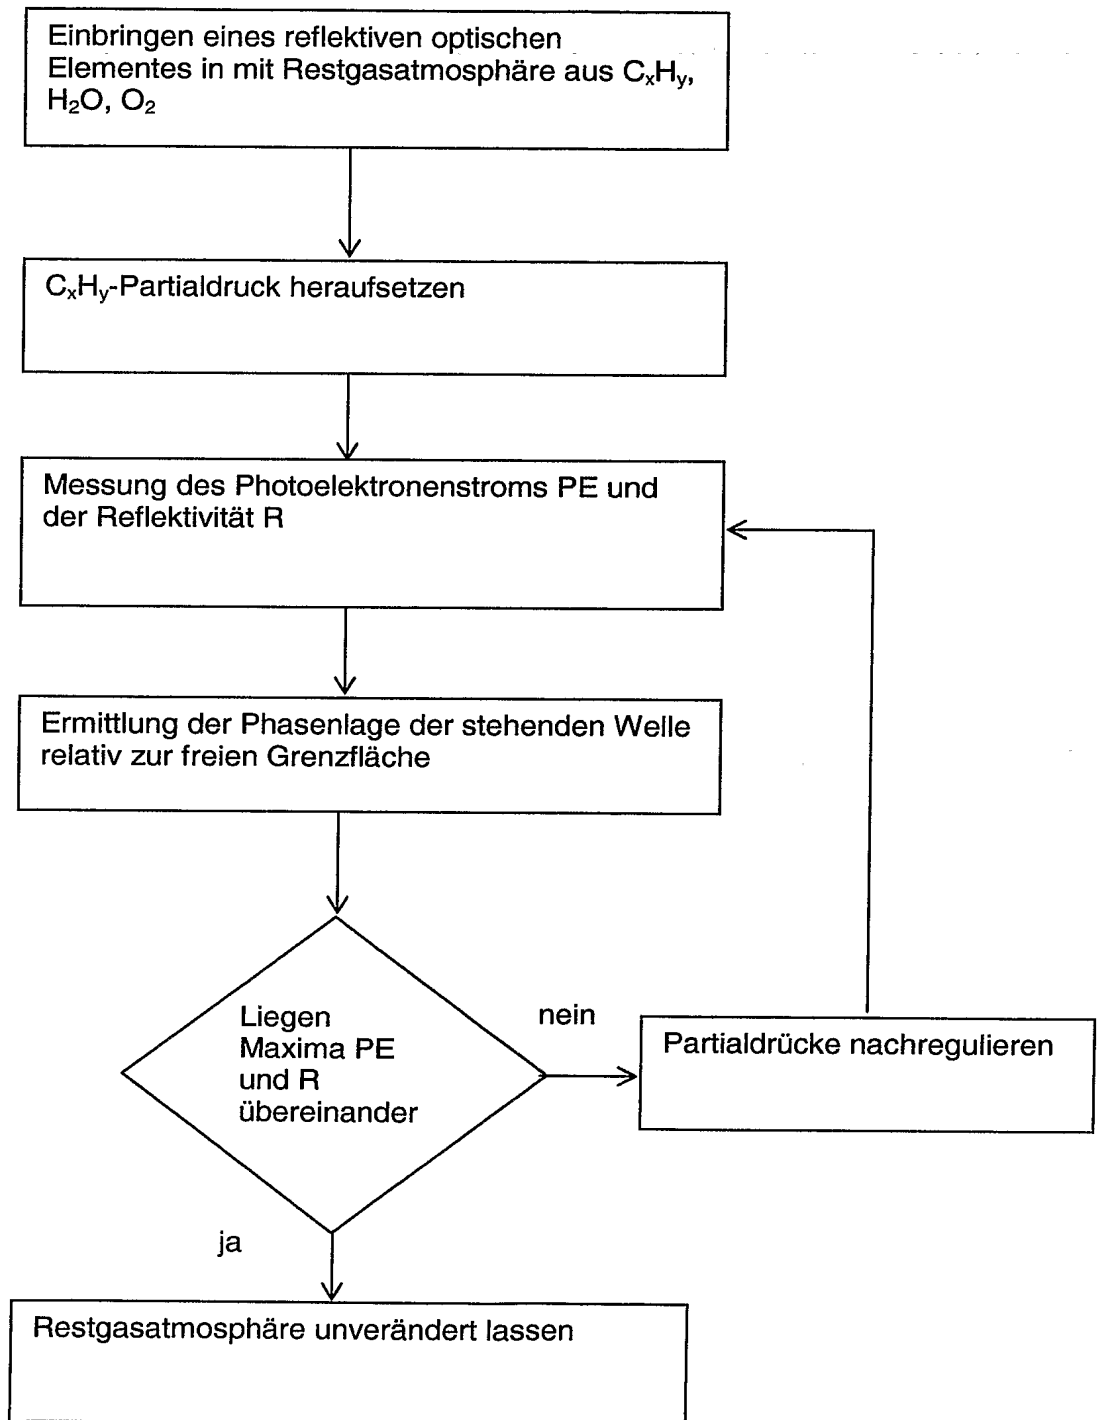 Einbringen eines reflektiven optischen
Elementes in mit Restgasatmosphäre aus CₓHᵧ,
H₂O, O₂
CₓHᵧ-Partialdruck heraufsetzen
Messung des Photoelektronenstroms PE und
der Reflektivität R
Ermittlung der Phasenlage der stehenden Welle
relativ zur freien Grenzfläche
Liegen
Maxima PE
und R
übereinander
nein
Partialdrücke nachregulieren
ja
Restgasatmosphäre unverändert lassen